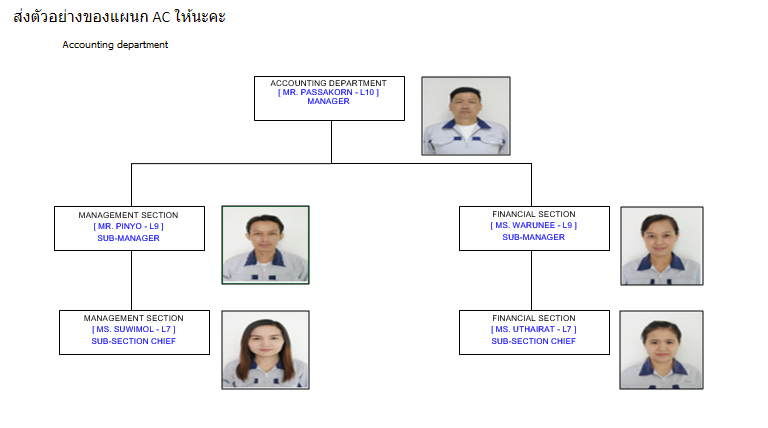 ส่งตัวอย่างของแผนก AC ให้นะคะ
Accounting department
ACCOUNTING DEPARTMENT
[ MR. PASSAKORN - L10 ]
MANAGER
MANAGEMENT SECTION
[ MR. PINYO - L9 ]
SUB-MANAGER
FINANCIAL SECTION
[ MS. WARUNEE - L9 ]
SUB-MANAGER
MANAGEMENT SECTION
[ MS. SUWIMOL - L7 ]
SUB-SECTION CHIEF
FINANCIAL SECTION
[ MS. UTHAIRAT - L7 ]
SUB-SECTION CHIEF